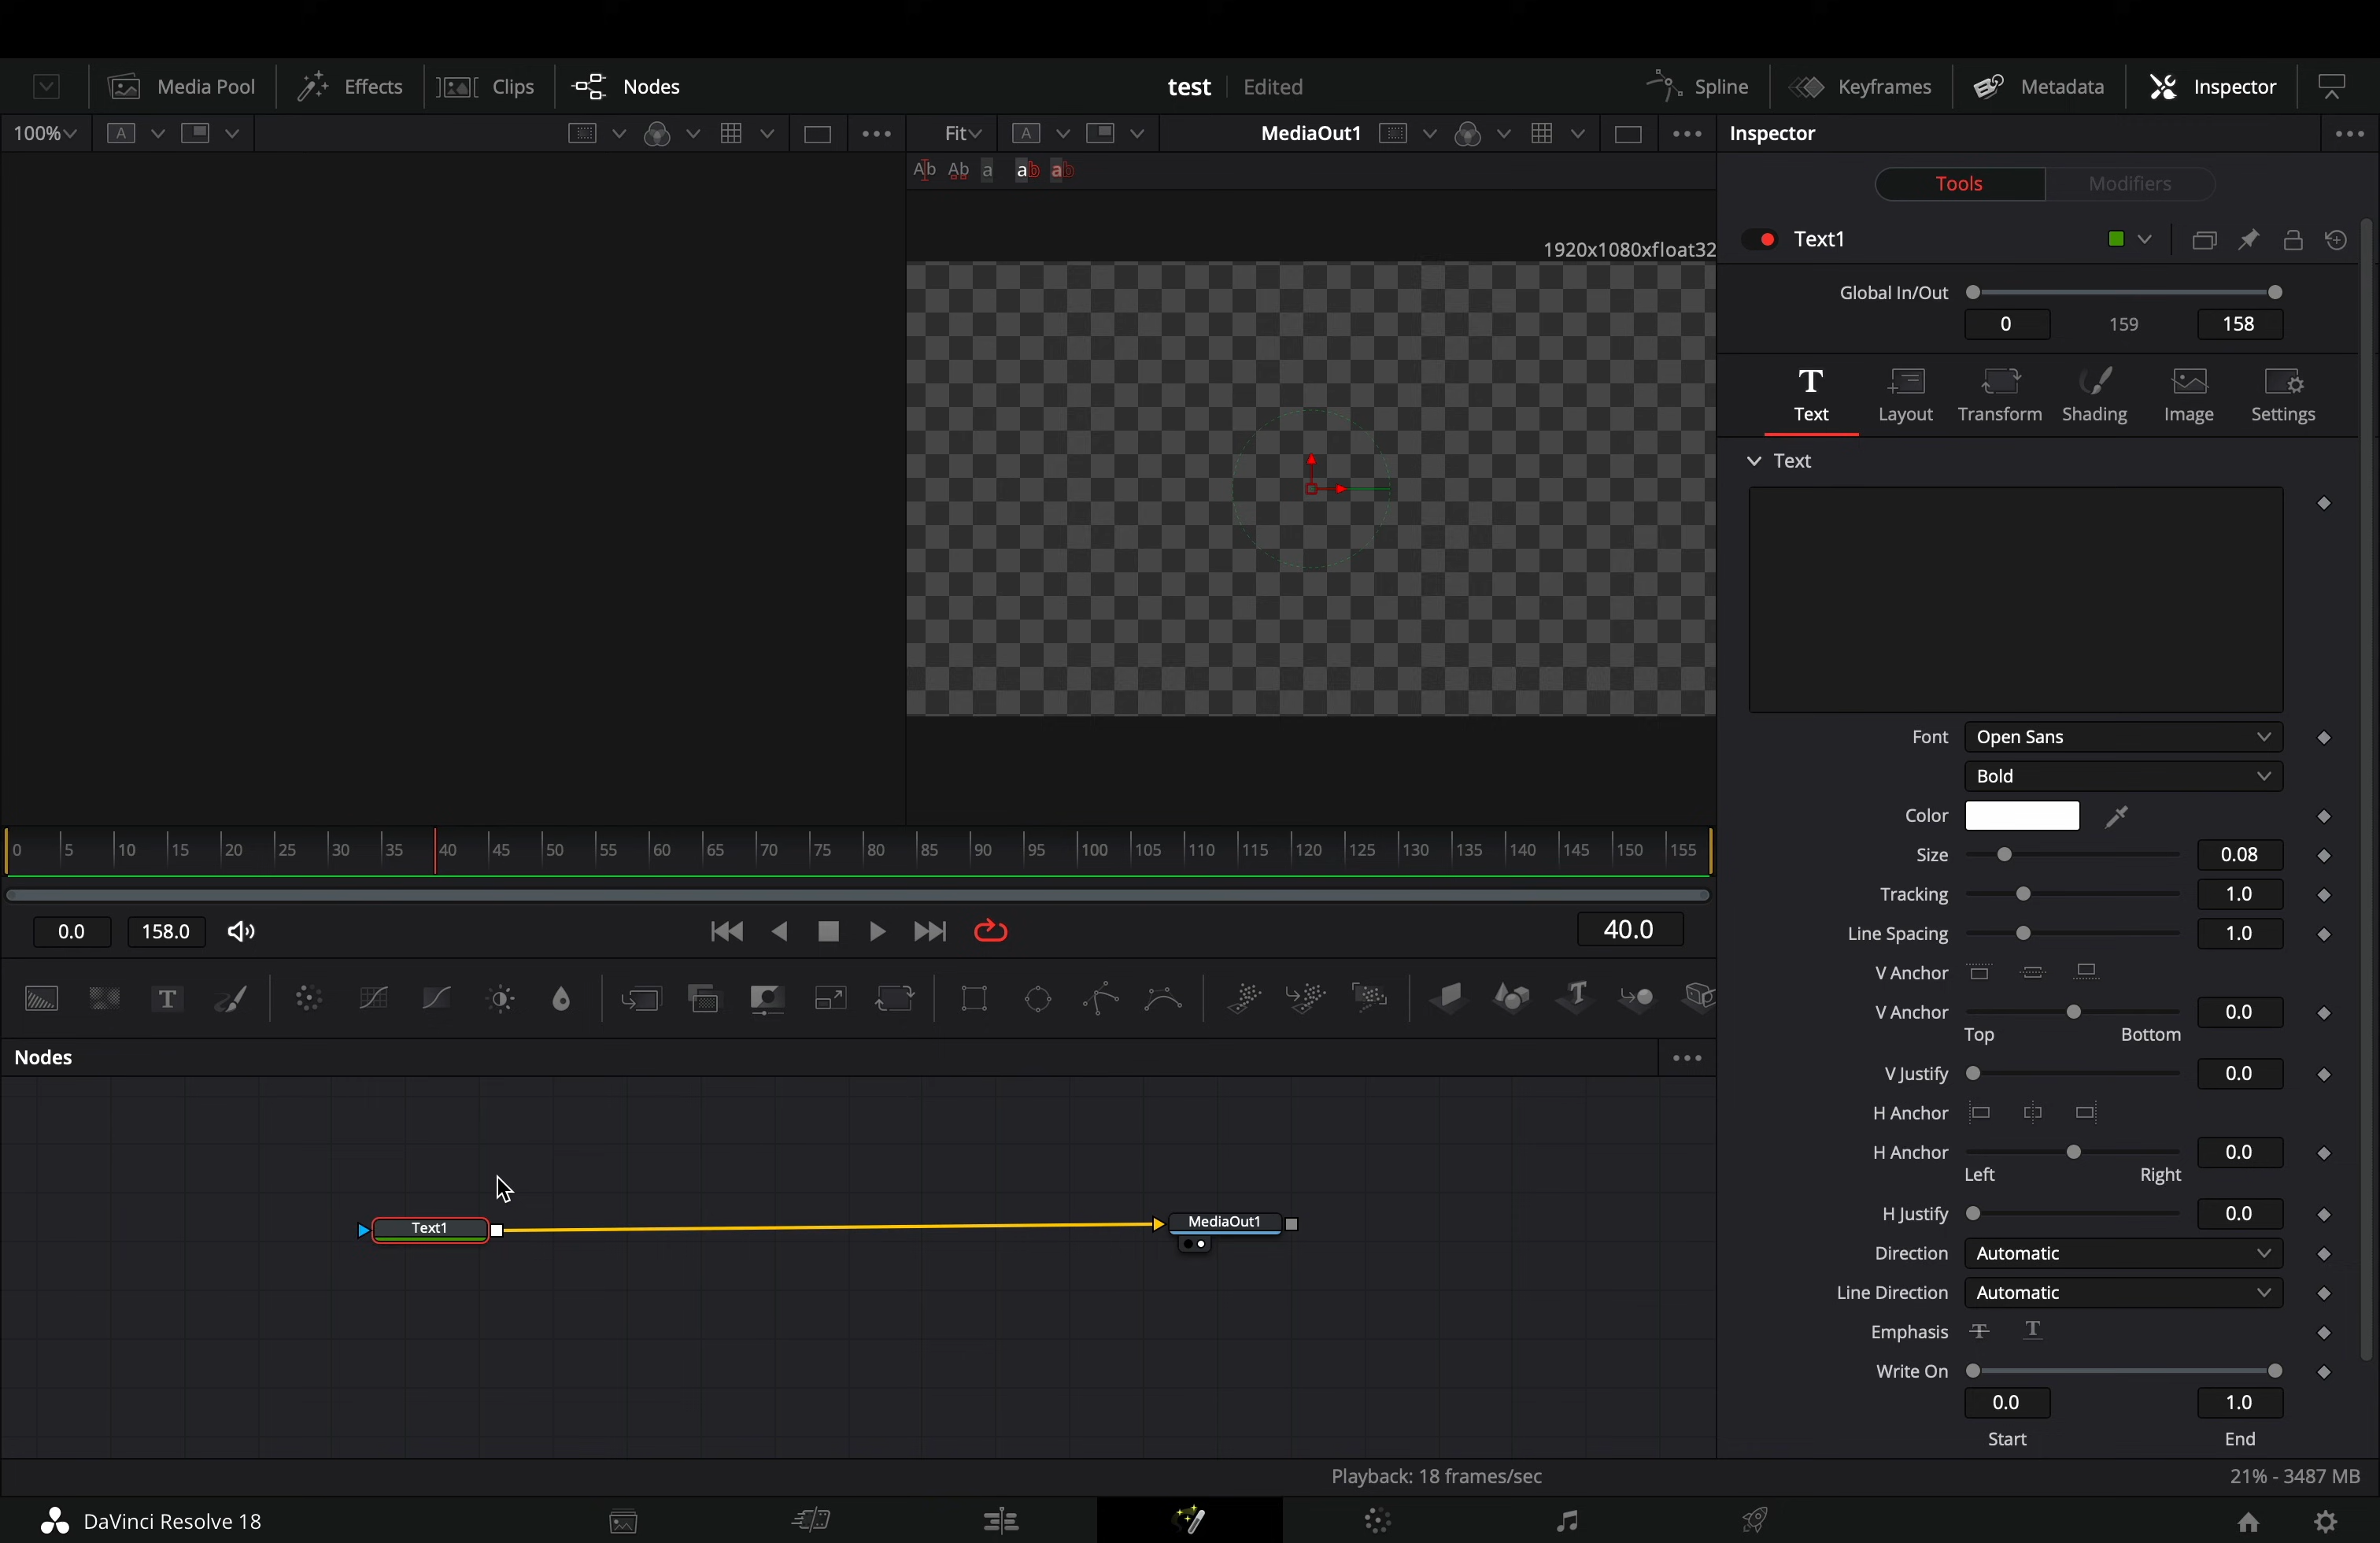 Media Pool Effects Clips Nodes test Edited Spline Keyframes Metadata Inspector
100% A Fit A MediaOut1 Inspector
Ab Ab a ab ab
Tools Modifiers
1920x1080xfloat32
Text1
Global In/Out
0 159 158
T
Text Layout Transform Shading Image Settings
Text
Font Open Sans
Bold
Color
Size 0.08
Tracking 1.0
Line Spacing 1.0
V Anchor
V Anchor 0.0
Top Bottom
V Justify 0.0
H Anchor
H Anchor 0.0
Left Right
H Justify 0.0
Direction Automatic
Line Direction Automatic
Emphasis T T
Write On
0.0 1.0
Start End
0 5 10 15 20 25 30 35 40 45 50 55 60 65 70 75 80 85 90 95 100 105 110 115 120 125 130 135 140 145 150 155
0.0 158.0 40.0
T T
Nodes
Text1 MediaOut1
Playback: 18 frames/sec 21% - 3487 MB
DaVinci Resolve 18